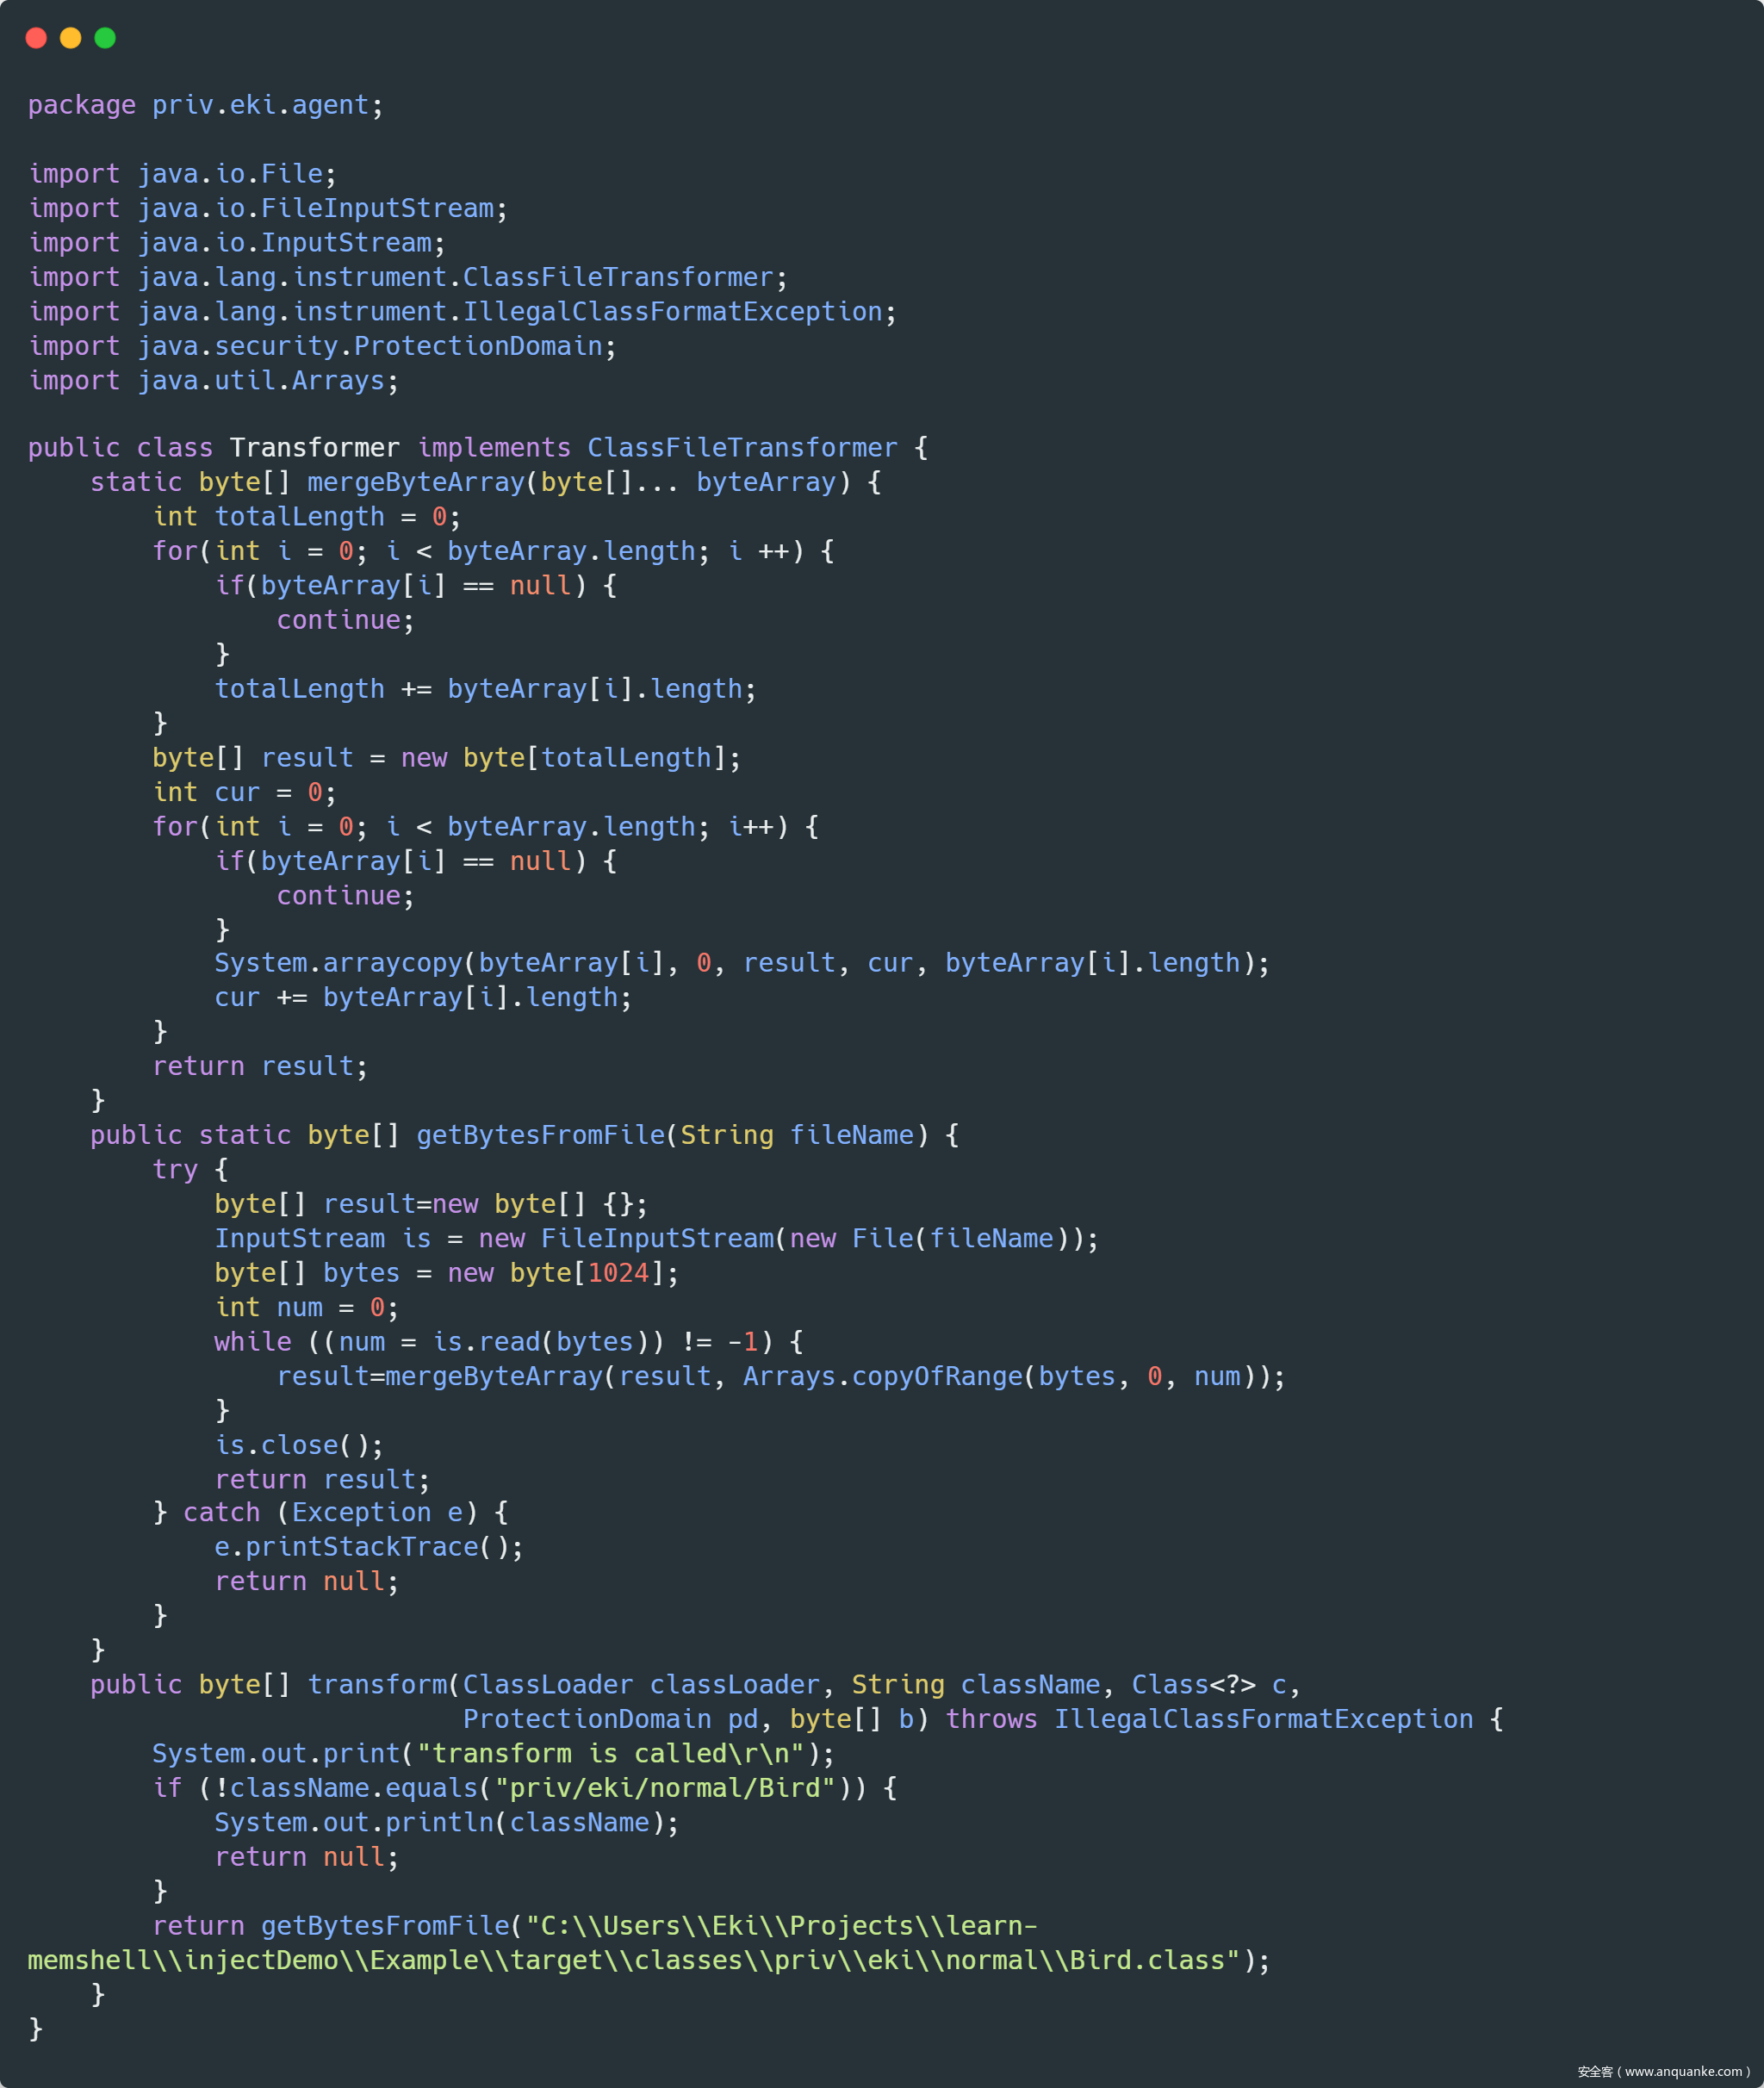 package priv.eki.agent;

import java.io.File;
import java.io.FileInputStream;
import java.io.InputStream;
import java.lang.instrument.ClassFileTransformer;
import java.lang.instrument.IllegalClassFormatException;
import java.security.ProtectionDomain;
import java.util.Arrays;

public class Transformer implements ClassFileTransformer {
    static byte[] mergeByteArray(byte[]... byteArray) {
        int totalLength = 0;
        for(int i = 0; i < byteArray.length; i ++) {
            if(byteArray[i] == null) {
                continue;
            }
            totalLength += byteArray[i].length;
        }
        byte[] result = new byte[totalLength];
        int cur = 0;
        for(int i = 0; i < byteArray.length; i++) {
            if(byteArray[i] == null) {
                continue;
            }
            System.arraycopy(byteArray[i], 0, result, cur, byteArray[i].length);
            cur += byteArray[i].length;
        }
        return result;
    }
    public static byte[] getBytesFromFile(String fileName) {
        try {
            byte[] result=new byte[] {};
            InputStream is = new FileInputStream(new File(fileName));
            byte[] bytes = new byte[1024];
            int num = 0;
            while ((num = is.read(bytes)) != -1) {
                result=mergeByteArray(result, Arrays.copyOfRange(bytes, 0, num));
            }
            is.close();
            return result;
        } catch (Exception e) {
            e.printStackTrace();
            return null;
        }
    }
    public byte[] transform(ClassLoader classLoader, String className, Class<?> c,
                            ProtectionDomain pd, byte[] b) throws IllegalClassFormatException {
        System.out.print("transform is called\r\n");
        if (!className.equals("priv/eki/normal/Bird")) {
            System.out.println(className);
            return null;
        }
        return getBytesFromFile("C:\\Users\\Eki\\Projects\\learn-
memshell\\injectDemo\\Example\\target\\classes\\priv\\eki\\normal\\Bird.class");
    }
}
安全客 ( www.anquanke.com )